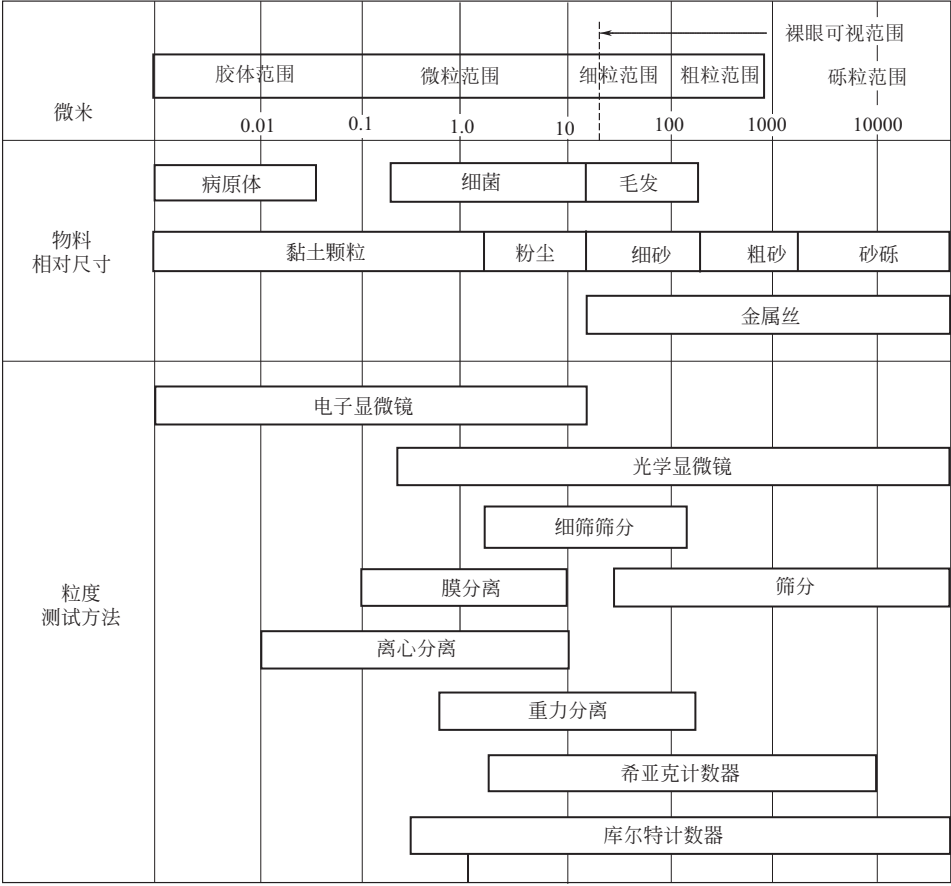 裸眼可视范围
胶体范围 微粒范围 细粒范围 粗粒范围 砾粒范围
微米
0.01 0.1 1.0 10 100 1000 10000
病原体 细菌 毛发
物料
相对尺寸
黏土颗粒 粉尘 细砂 粗砂 砂砾
金属丝
电子显微镜
光学显微镜
细筛筛分
粒度
测试方法
膜分离 筛分
离心分离
重力分离
希亚克计数器
库尔特计数器